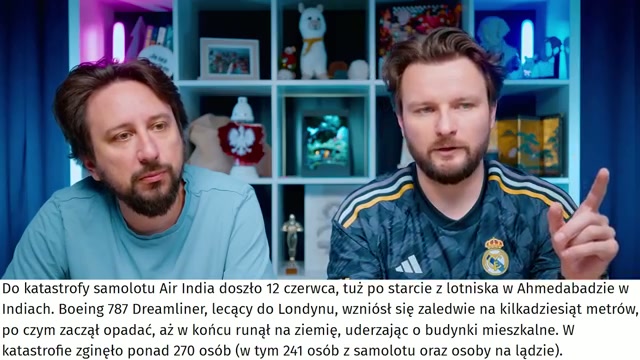 Do katastrofy samolotu Air India doszło 12 czerwca, tuż po starcie z lotniska w Ahmedabadzie w
Indiach. Boeing 787 Dreamliner, lecący do Londynu, wzniósł się zaledwie na kilkadziesiąt metrów,
po czym zaczął opadać, aż w końcu runął na ziemię, uderzając o budynki mieszkalne. W
katastrofie zginęło ponad 270 osób (w tym 241 osób z samolotu oraz osoby na lądzie).